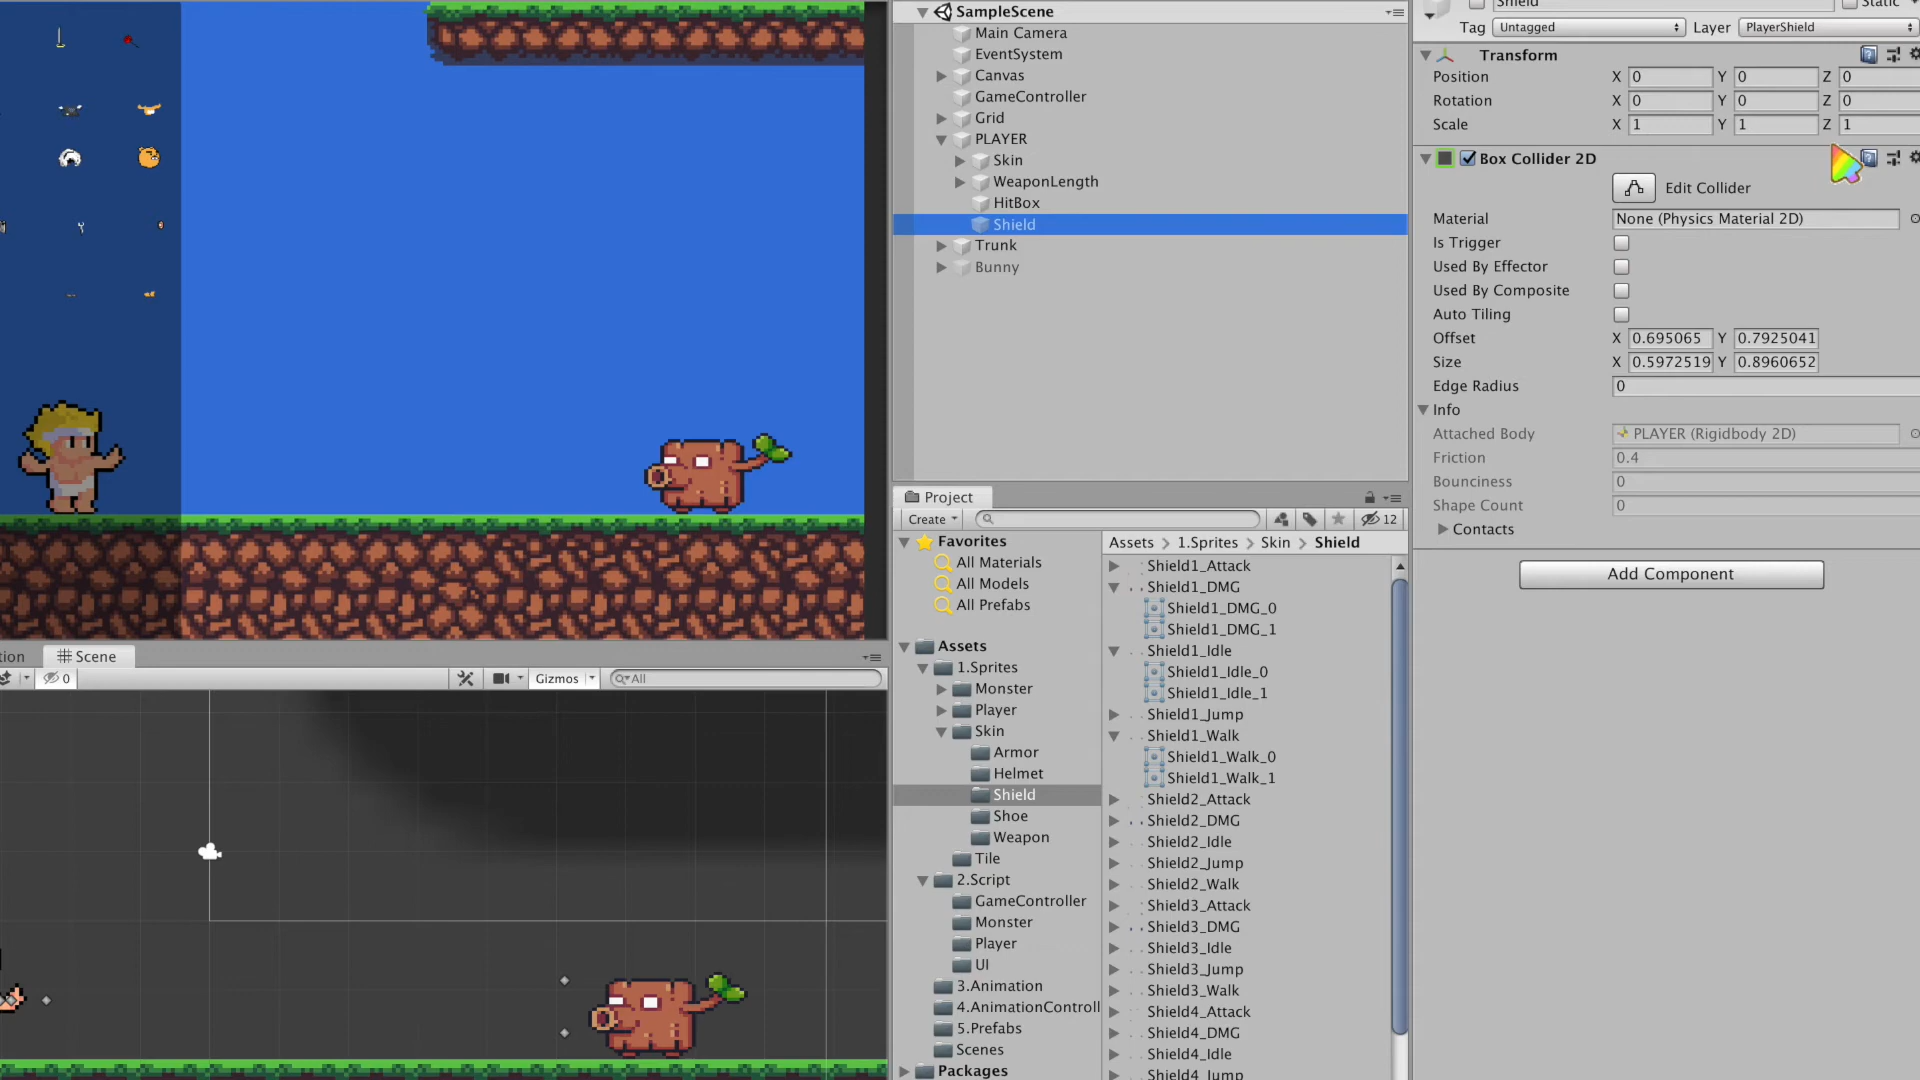 SampleScene
Main Camera
EventSystem
Canvas
GameController
Grid
PLAYER
Skin
WeaponLength
HitBox
Shield
Trunk
Bunny
Shield
Static
Tag Untagged Layer PlayerShield
Transform
Position X 0 Y 0 Z 0
Rotation X 0 Y 0 Z 0
Scale X 1 Y 1 Z 1
Box Collider 2D
Edit Collider
Material None (Physics Material 2D)
Is Trigger
Used By Effector
Used By Composite
Auto Tiling
Offset X 0.695065 Y 0.7925041
Size X 0.5972519 Y 0.8960652
Edge Radius 0
Info
Attached Body PLAYER (Rigidbody 2D)
Friction 0.4
Bounciness 0
Shape Count 0
Contacts
Add Component
tion
Scene
0
Gizmos
All
Project
Create
12
Favorites
All Materials
All Models
All Prefabs
Assets
1.Sprites
Monster
Player
Skin
Armor
Helmet
Shield
Shoe
Weapon
Tile
2.Script
GameController
Monster
Player
UI
3.Animation
4.AnimationControll
5.Prefabs
Scenes
Packages
Assets > 1.Sprites > Skin > Shield
Shield1_Attack
Shield1_DMG
Shield1_DMG_0
Shield1_DMG_1
Shield1_Idle
Shield1_Idle_0
Shield1_Idle_1
Shield1_Jump
Shield1_Walk
Shield1_Walk_0
Shield1_Walk_1
Shield2_Attack
Shield2_DMG
Shield2_Idle
Shield2_Jump
Shield2_Walk
Shield3_Attack
Shield3_DMG
Shield3_Idle
Shield3_Jump
Shield3_Walk
Shield4_Attack
Shield4_DMG
Shield4_Idle
Shield4_Jump